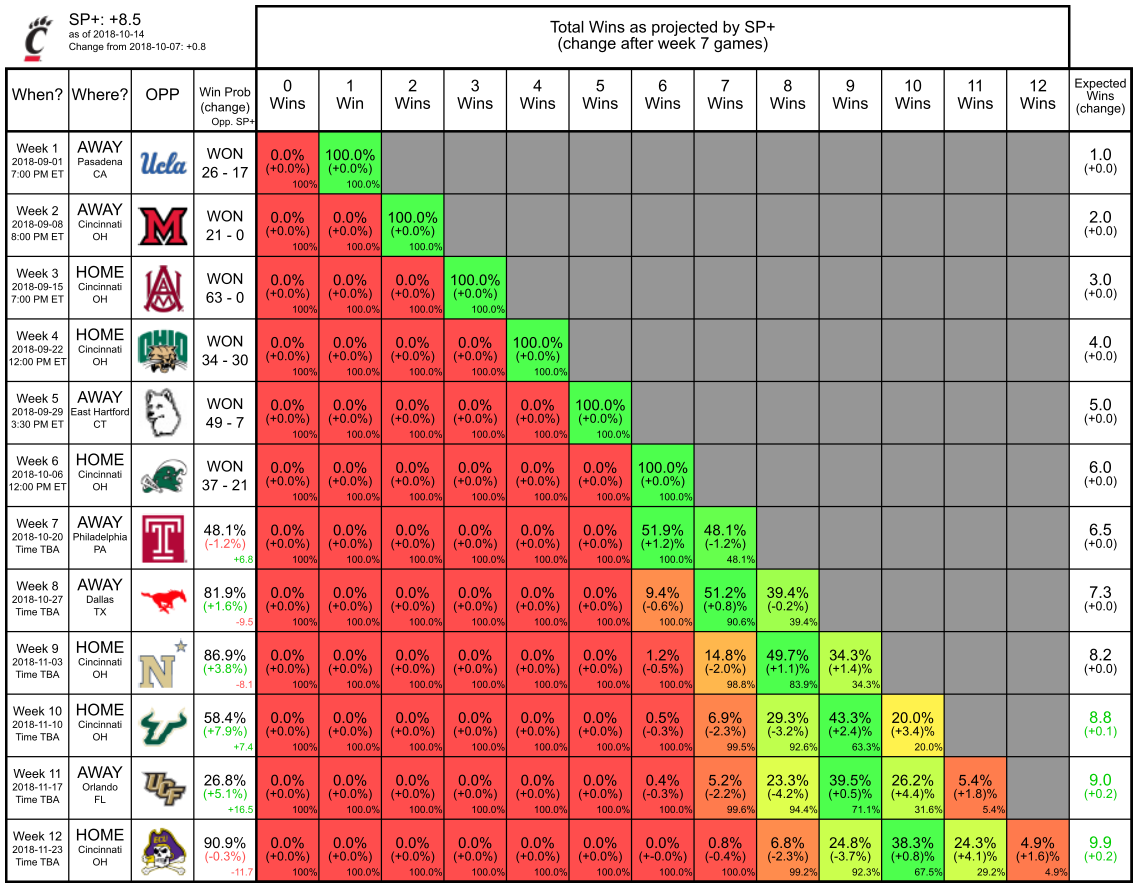 SP+: +8.5
as of 2018-10-14
Change from 2018-10-07: +0.8
Total Wins as projected by SP+
(change after week 7 games)
When? Where? OPP Win Prob (change) Opp. SP+ 0 Wins 1 Win 2 Wins 3 Wins 4 Wins 5 Wins 6 Wins 7 Wins 8 Wins 9 Wins 10 Wins 11 Wins 12 Wins Expected Wins (change)
Week 1 AWAY Ucla WON 0.0% 100.0% 1.0
2018-09-01 Pasadena 26 - 17 (+0.0%) (+0.0%) (+0.0)
7:00 PM ET CA 100% 100.0%
Week 2 AWAY M WON 0.0% 0.0% 100.0% 2.0
2018-09-08 Cincinnati 21 - 0 (+0.0%) (+0.0%) (+0.0%) (+0.0)
8:00 PM ET OH 100% 100.0% 100.0%
Week 3 HOME WON 0.0% 0.0% 0.0% 100.0% 3.0
2018-09-15 Cincinnati 63 - 0 (+0.0%) (+0.0%) (+0.0%) (+0.0%) (+0.0)
7:00 PM ET OH 100% 100.0% 100.0% 100.0%
Week 4 HOME OHIO WON 0.0% 0.0% 0.0% 0.0% 100.0% 4.0
2018-09-22 Cincinnati 34 - 30 (+0.0%) (+0.0%) (+0.0%) (+0.0%) (+0.0%) (+0.0)
12:00 PM ET OH 100% 100.0% 100.0% 100.0% 100.0%
Week 5 AWAY WON 0.0% 0.0% 0.0% 0.0% 0.0% 100.0% 5.0
2018-09-29 East Hartford 49 - 7 (+0.0%) (+0.0%) (+0.0%) (+0.0%) (+0.0%) (+0.0%) (+0.0)
3:30 PM ET CT 100% 100.0% 100.0% 100.0% 100.0% 100.0%
Week 6 HOME WON 0.0% 0.0% 0.0% 0.0% 0.0% 0.0% 100.0% 6.0
2018-10-06 Cincinnati 37 - 21 (+0.0%) (+0.0%) (+0.0%) (+0.0%) (+0.0%) (+0.0%) (+0.0%) (+0.0)
12:00 PM ET OH 100% 100.0% 100.0% 100.0% 100.0% 100.0% 100.0%
Week 7 AWAY T 48.1% 0.0% 0.0% 0.0% 0.0% 0.0% 0.0% 51.9% 48.1% 6.5
2018-10-20 Philadelphia (-1.2%) (+0.0%) (+0.0%) (+0.0%) (+0.0%) (+0.0%) (+0.0%) (+1.2)% (-1.2%) (+0.0)
Time TBA PA +6.8 100% 100.0% 100.0% 100.0% 100.0% 100.0% 100.0% 48.1%
Week 8 AWAY 81.9% 0.0% 0.0% 0.0% 0.0% 0.0% 0.0% 9.4% 51.2% 39.4% 7.3
2018-10-27 Dallas (+1.6%) (+0.0%) (+0.0%) (+0.0%) (+0.0%) (+0.0%) (+0.0%) (-0.6%) (+0.8)% (-0.2%) (+0.0)
Time TBA TX -9.5 100% 100.0% 100.0% 100.0% 100.0% 100.0% 100.0% 90.6% 39.4%
Week 9 HOME N 86.9% 0.0% 0.0% 0.0% 0.0% 0.0% 0.0% 1.2% 14.8% 49.7% 34.3% 8.2
2018-11-03 Cincinnati (+3.8%) (+0.0%) (+0.0%) (+0.0%) (+0.0%) (+0.0%) (+0.0%) (-0.5%) (-2.0%) (+1.1)% (+1.4)% (+0.0)
Time TBA OH -8.1 100% 100.0% 100.0% 100.0% 100.0% 100.0% 100.0% 98.8% 83.9% 34.3%
Week 10 HOME 58.4% 0.0% 0.0% 0.0% 0.0% 0.0% 0.0% 0.5% 6.9% 29.3% 43.3% 20.0% 8.8
2018-11-10 Cincinnati (+7.9%) (+0.0%) (+0.0%) (+0.0%) (+0.0%) (+0.0%) (+0.0%) (-0.3%) (-2.3%) (-3.2%) (+2.4)% (+3.4)% (+0.1)
Time TBA OH +7.4 100% 100.0% 100.0% 100.0% 100.0% 100.0% 100.0% 99.5% 92.6% 63.3% 20.0%
Week 11 AWAY UCF 26.8% 0.0% 0.0% 0.0% 0.0% 0.0% 0.0% 0.4% 5.2% 23.3% 39.5% 26.2% 5.4% 9.0
2018-11-17 Orlando (+5.1%) (+0.0%) (+0.0%) (+0.0%) (+0.0%) (+0.0%) (+0.0%) (-0.3%) (-2.2%) (-4.2%) (+0.5)% (+4.4)% (+1.8)% (+0.2)
Time TBA FL +16.5 100% 100.0% 100.0% 100.0% 100.0% 100.0% 100.0% 99.6% 94.4% 71.1% 31.6% 5.4%
Week 12 HOME ECU 90.9% 0.0% 0.0% 0.0% 0.0% 0.0% 0.0% 0.0% 0.8% 6.8% 24.8% 38.3% 24.3% 4.9% 9.9
2018-11-23 Cincinnati (-0.3%) (+0.0%) (+0.0%) (+0.0%) (+0.0%) (+0.0%) (+0.0%) (+-0.0%) (-0.4%) (-2.3%) (-3.7%) (+0.8)% (+4.1)% (+1.6)% (+0.2)
Time TBA OH -11.7 100% 100.0% 100.0% 100.0% 100.0% 100.0% 100.0% 100.0% 99.2% 92.3% 67.5% 29.2% 4.9%